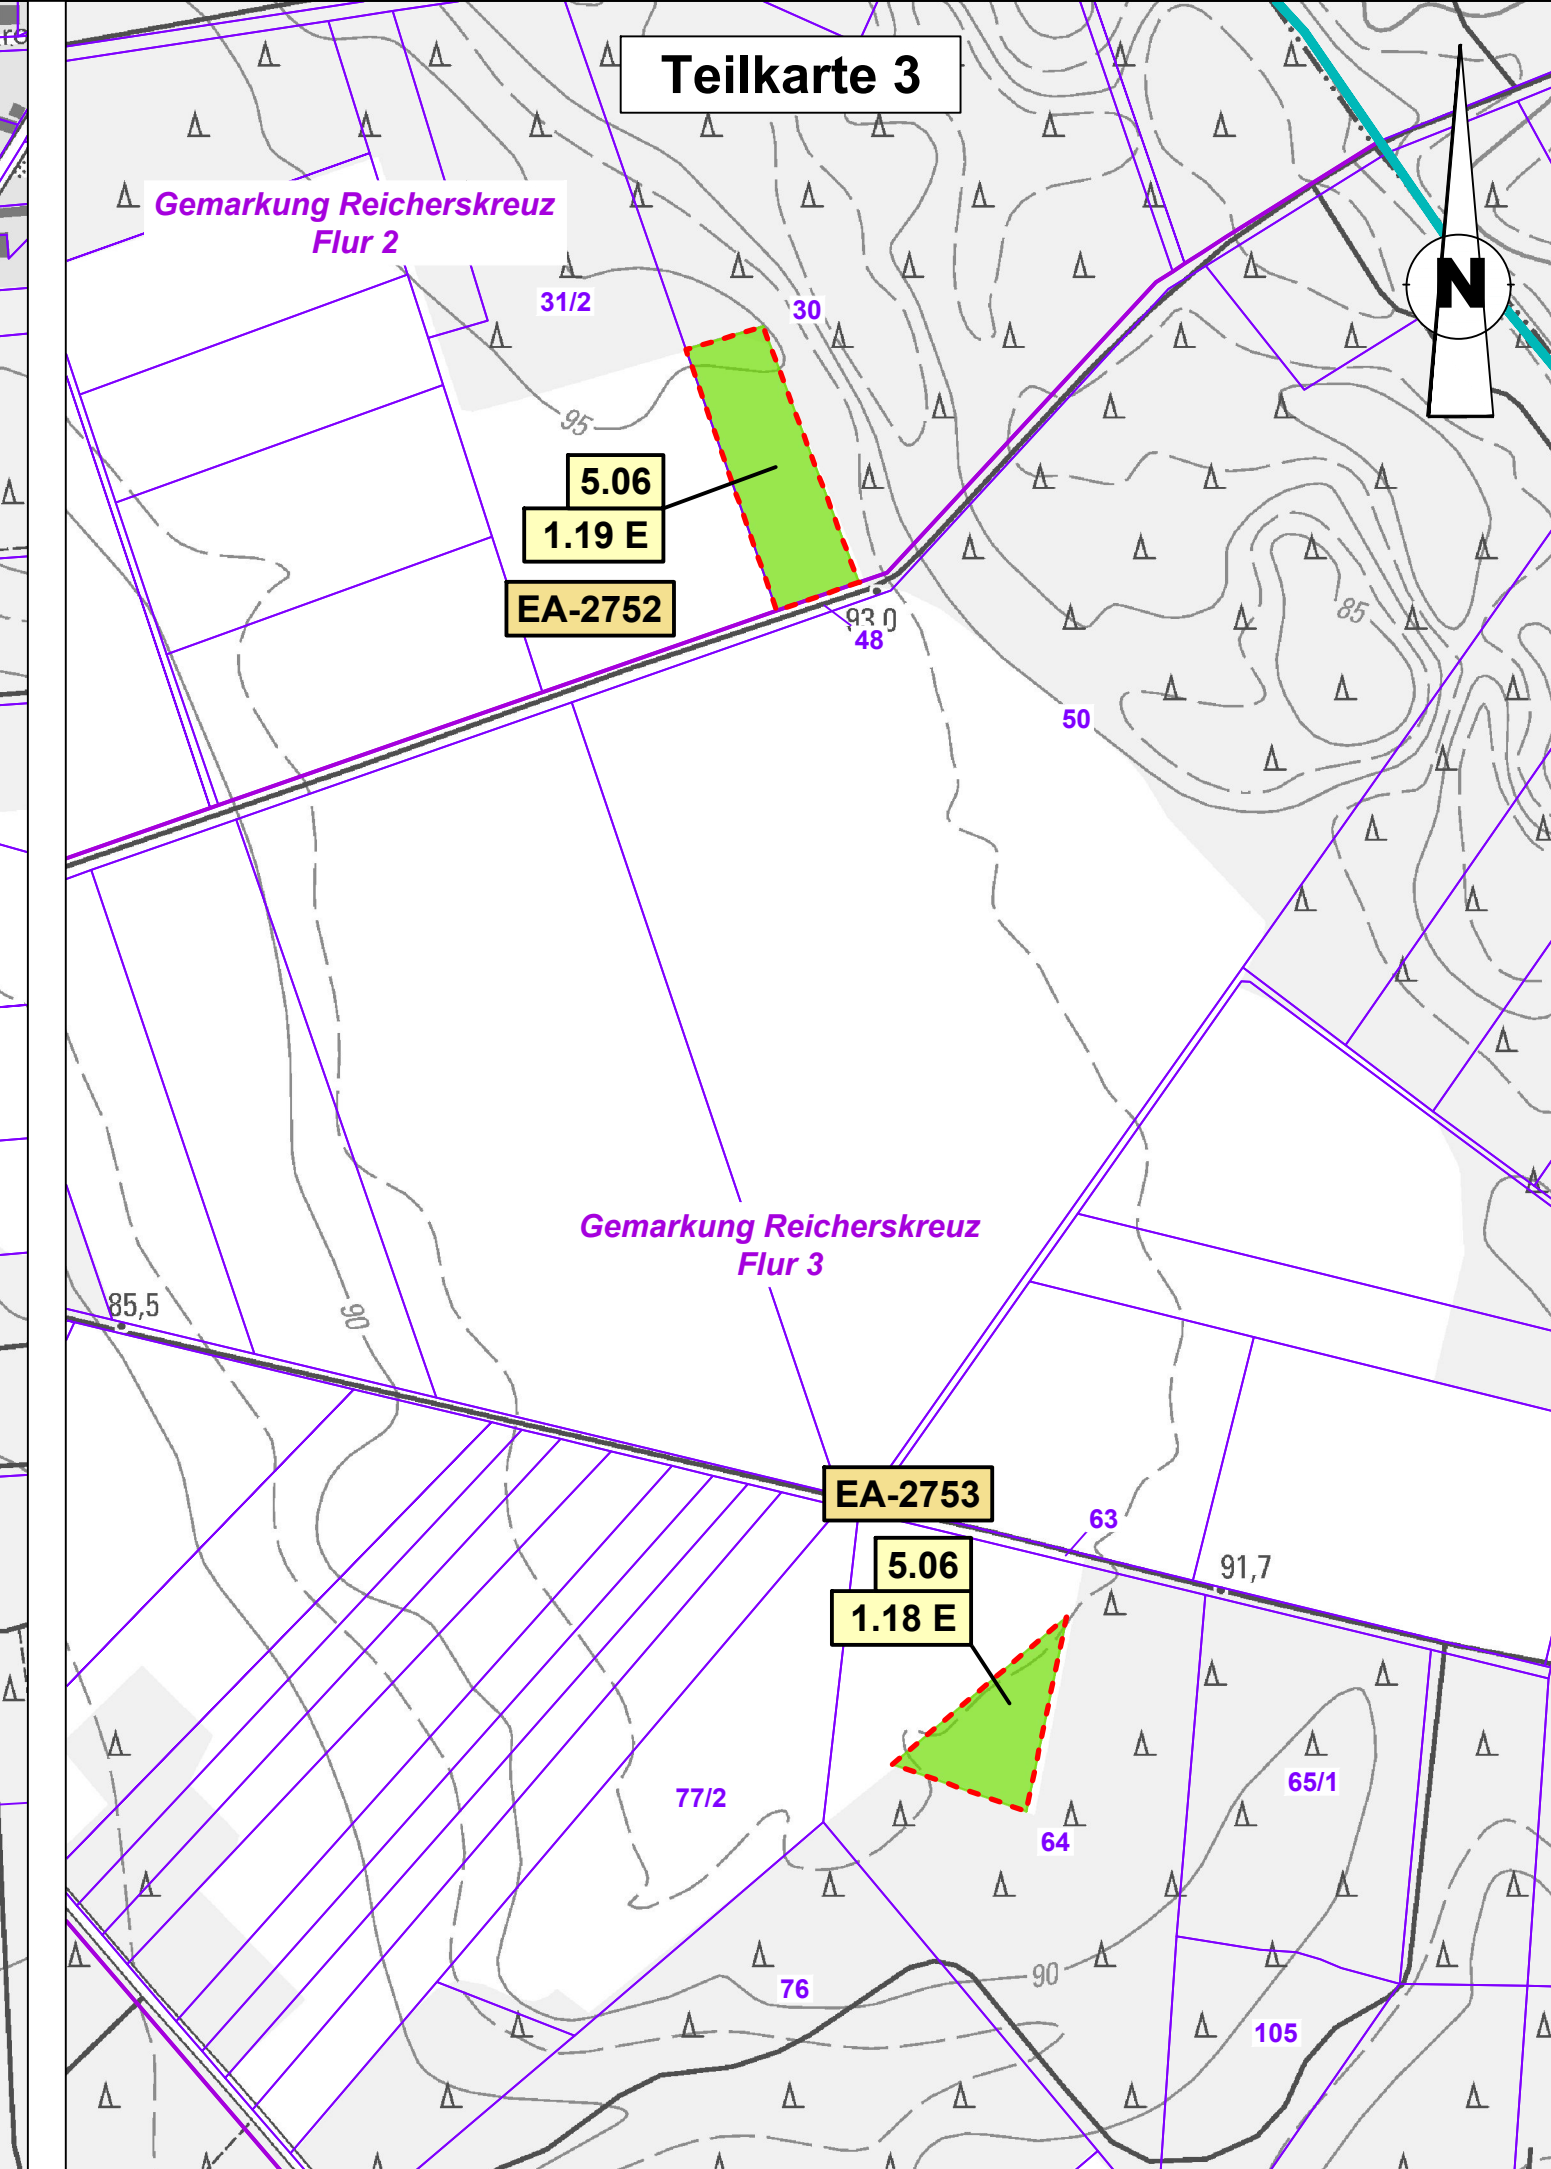 Teilkarte 3
Gemarkung Reicherskreuz
Flur 2
N
31/2
30
95
5.06
1.19 E
EA-2752
93,0
48
85
50
Gemarkung Reicherskreuz
Flur 3
85,5
90
EA-2753
63
5.06
91,7
1.18 E
77/2
65/1
64
90
76
105